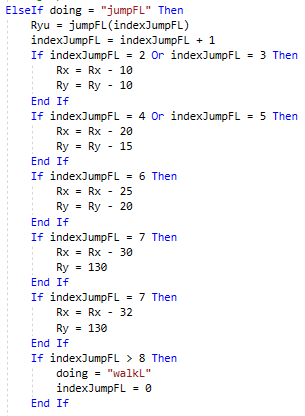 ElseIf doing = "jumpFL" Then
Ryu = jumpFL(indexJumpFL)
indexJumpFL = indexJumpFL + 1
If indexJumpFL = 2 Or indexJumpFL = 3 Then
Rx = Rx - 10
Ry = Ry - 10
End If
If indexJumpFL = 4 Or indexJumpFL = 5 Then
Rx = Rx - 20
Ry = Ry - 15
End If
If indexJumpFL = 6 Then
Rx = Rx - 25
Ry = Ry - 20
End If
If indexJumpFL = 7 Then
Rx = Rx - 30
Ry = 130
End If
If indexJumpFL = 7 Then
Rx = Rx - 32
Ry = 130
End If
If indexJumpFL > 8 Then
doing = "walkL"
indexJumpFL = 0
End If